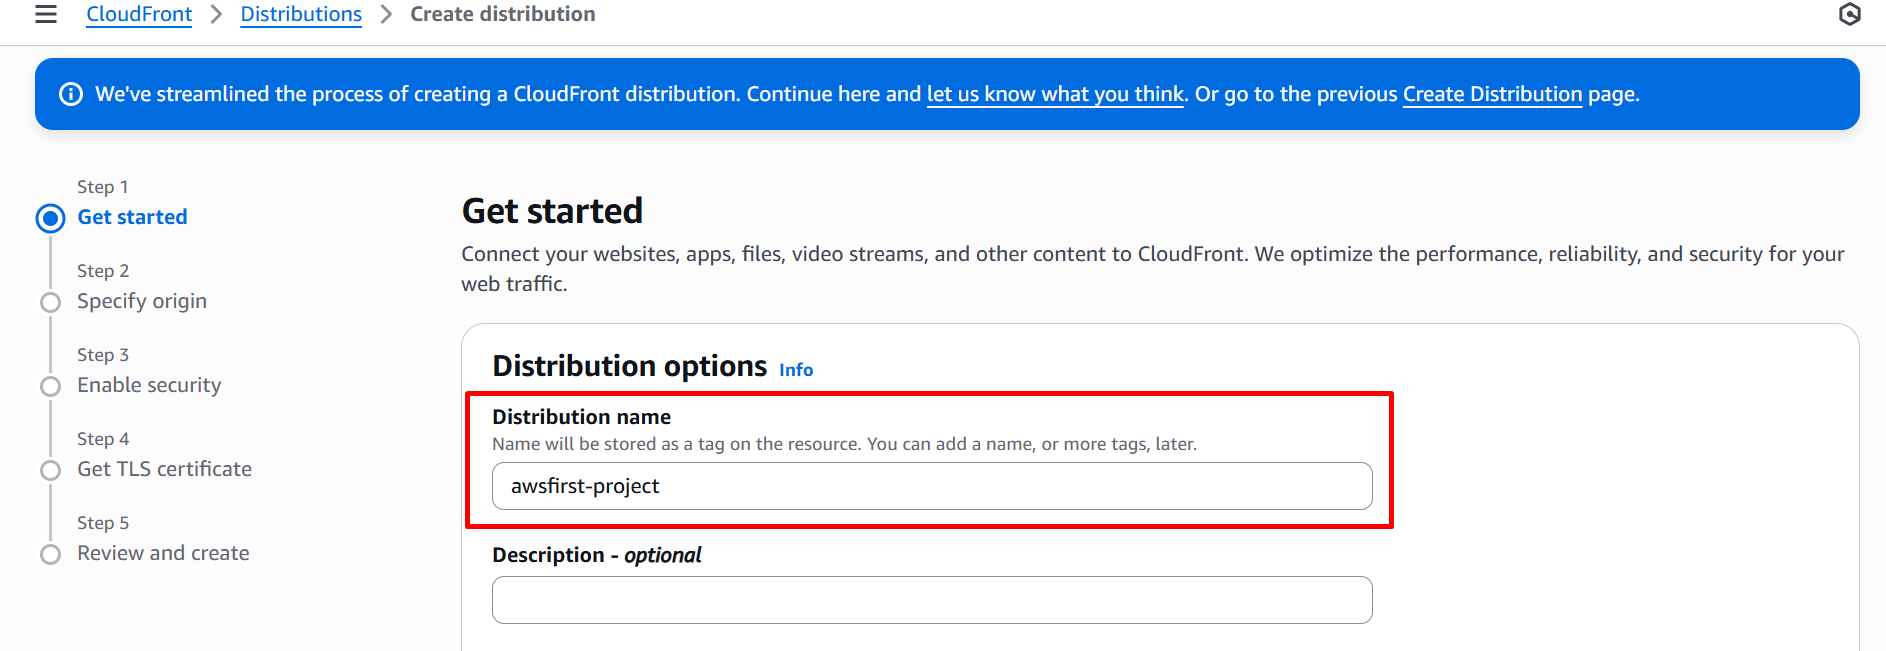 CloudFront > Distributions > Create distribution
We've streamlined the process of creating a CloudFront distribution. Continue here and let us know what you think. Or go to the previous Create Distribution page.
Step 1
Get started
Step 2
Specify origin
Step 3
Enable security
Step 4
Get TLS certificate
Step 5
Review and create
Get started
Connect your websites, apps, files, video streams, and other content to CloudFront. We optimize the performance, reliability, and security for your
web traffic.
Distribution options Info
Distribution name
Name will be stored as a tag on the resource. You can add a name, or more tags, later.
awsfirst-project
Description - optional